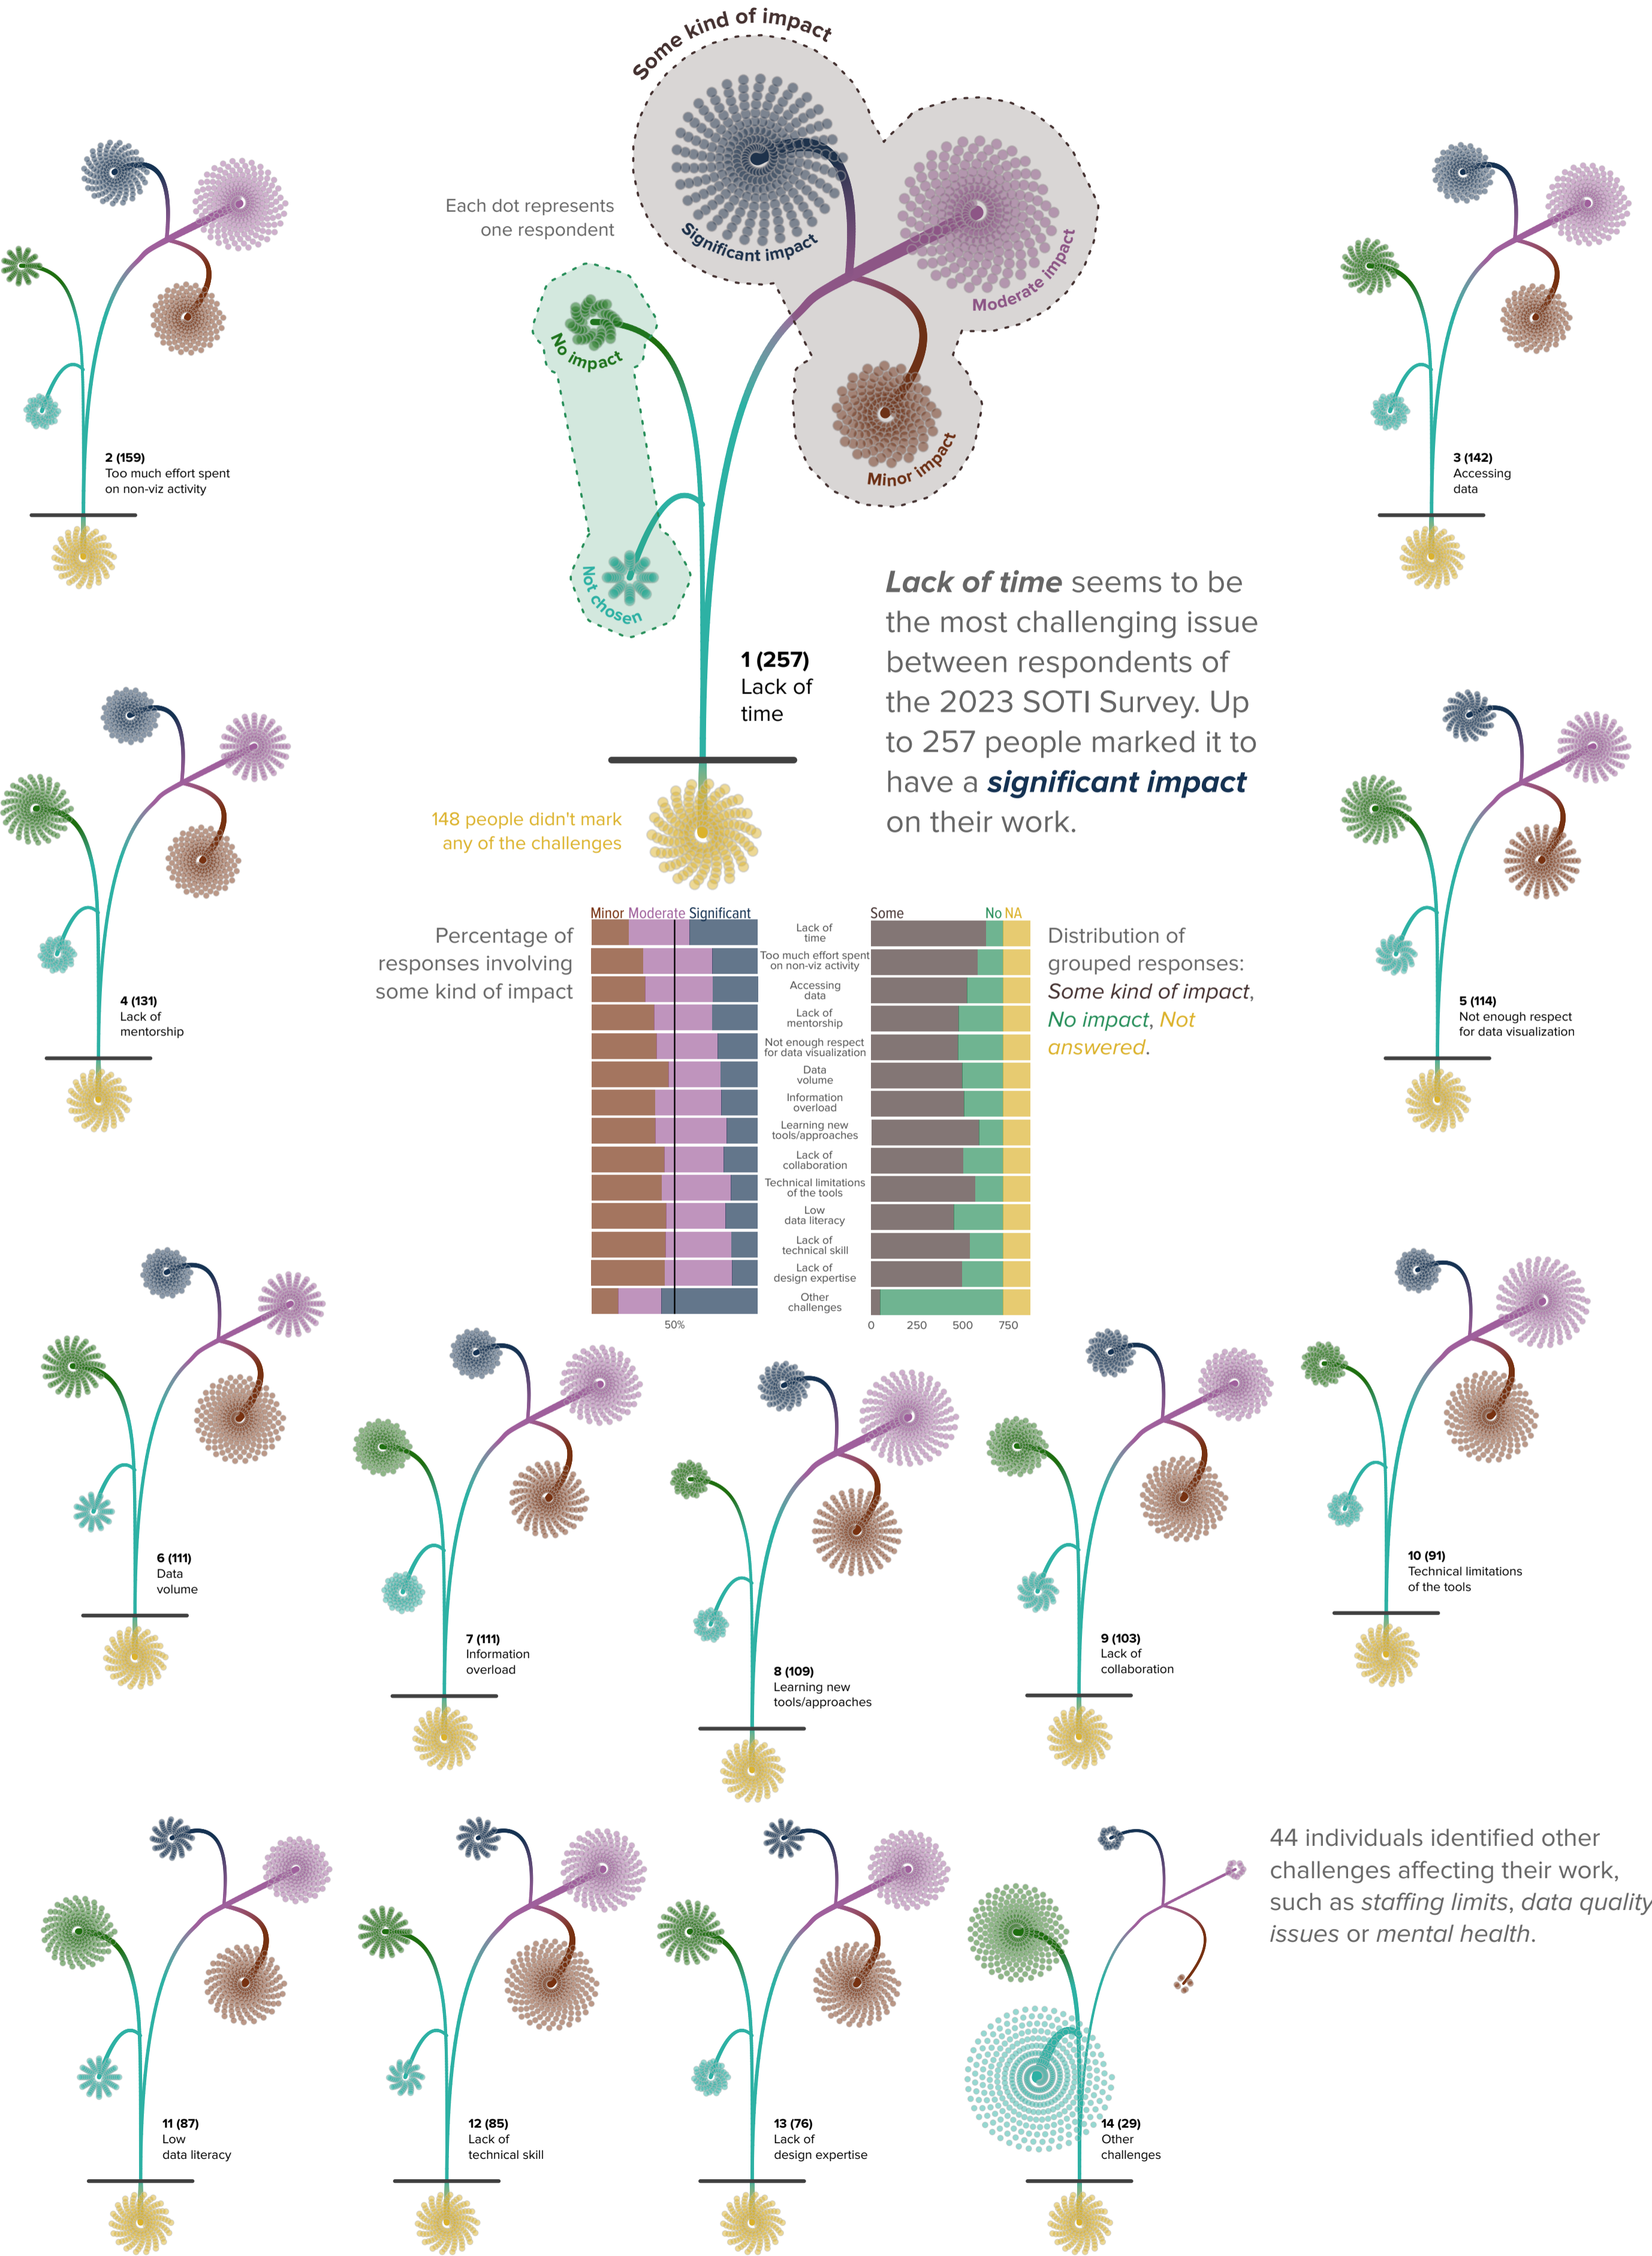 Some kind of impact
Each dot represents
one respondent
Significant impact
Moderate impact
No impact
Minor impact
Not chosen
2 (159)
Too much effort spent
on non-viz activity
3 (142)
Accessing
data
1 (257)
Lack of
time
Lack of time seems to be
the most challenging issue
between respondents of
the 2023 SOTI Survey. Up
to 257 people marked it to
have a significant impact
on their work.
148 people didn't mark
any of the challenges
4 (131)
Lack of
mentorship
5 (114)
Not enough respect
for data visualization
Percentage of
responses involving
some kind of impact
Minor Moderate Significant
Some No NA
Distribution of
grouped responses:
Some kind of impact,
No impact, Not
answered.
Lack of
time
Too much effort spent
on non-viz activity
Accessing
data
Lack of
mentorship
Not enough respect
for data visualization
Data
volume
Information
overload
Learning new
tools/approaches
Lack of
collaboration
Technical limitations
of the tools
Low
data literacy
Lack of
technical skill
Lack of
design expertise
Other
challenges
50%
0 250 500 750
6 (111)
Data
volume
7 (111)
Information
overload
8 (109)
Learning new
tools/approaches
9 (103)
Lack of
collaboration
10 (91)
Technical limitations
of the tools
44 individuals identified other
challenges affecting their work,
such as staffing limits, data quality
issues or mental health.
11 (87)
Low
data literacy
12 (85)
Lack of
technical skill
13 (76)
Lack of
design expertise
14 (29)
Other
challenges